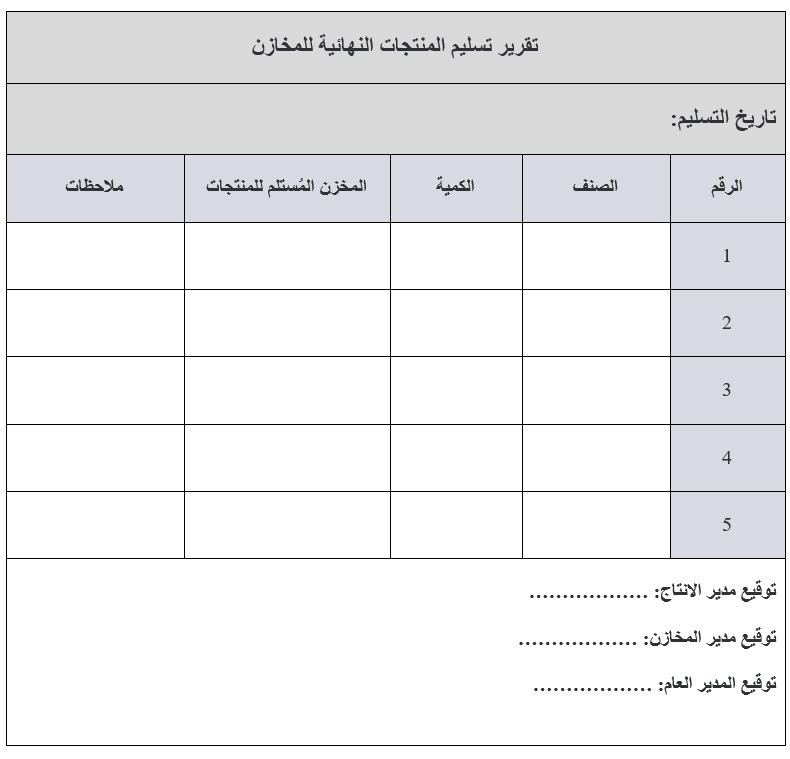 تقرير تسليم المنتجات النهائية للمخازن
تاريخ التسليم:
الرقم الصنف الكمية المخزن المُستلم للمنتجات ملاحظات
1
2
3
4
5
توقيع مدير الانتاج: ..................
توقيع مدير المخازن: ..................
توقيع المدير العام: ..................